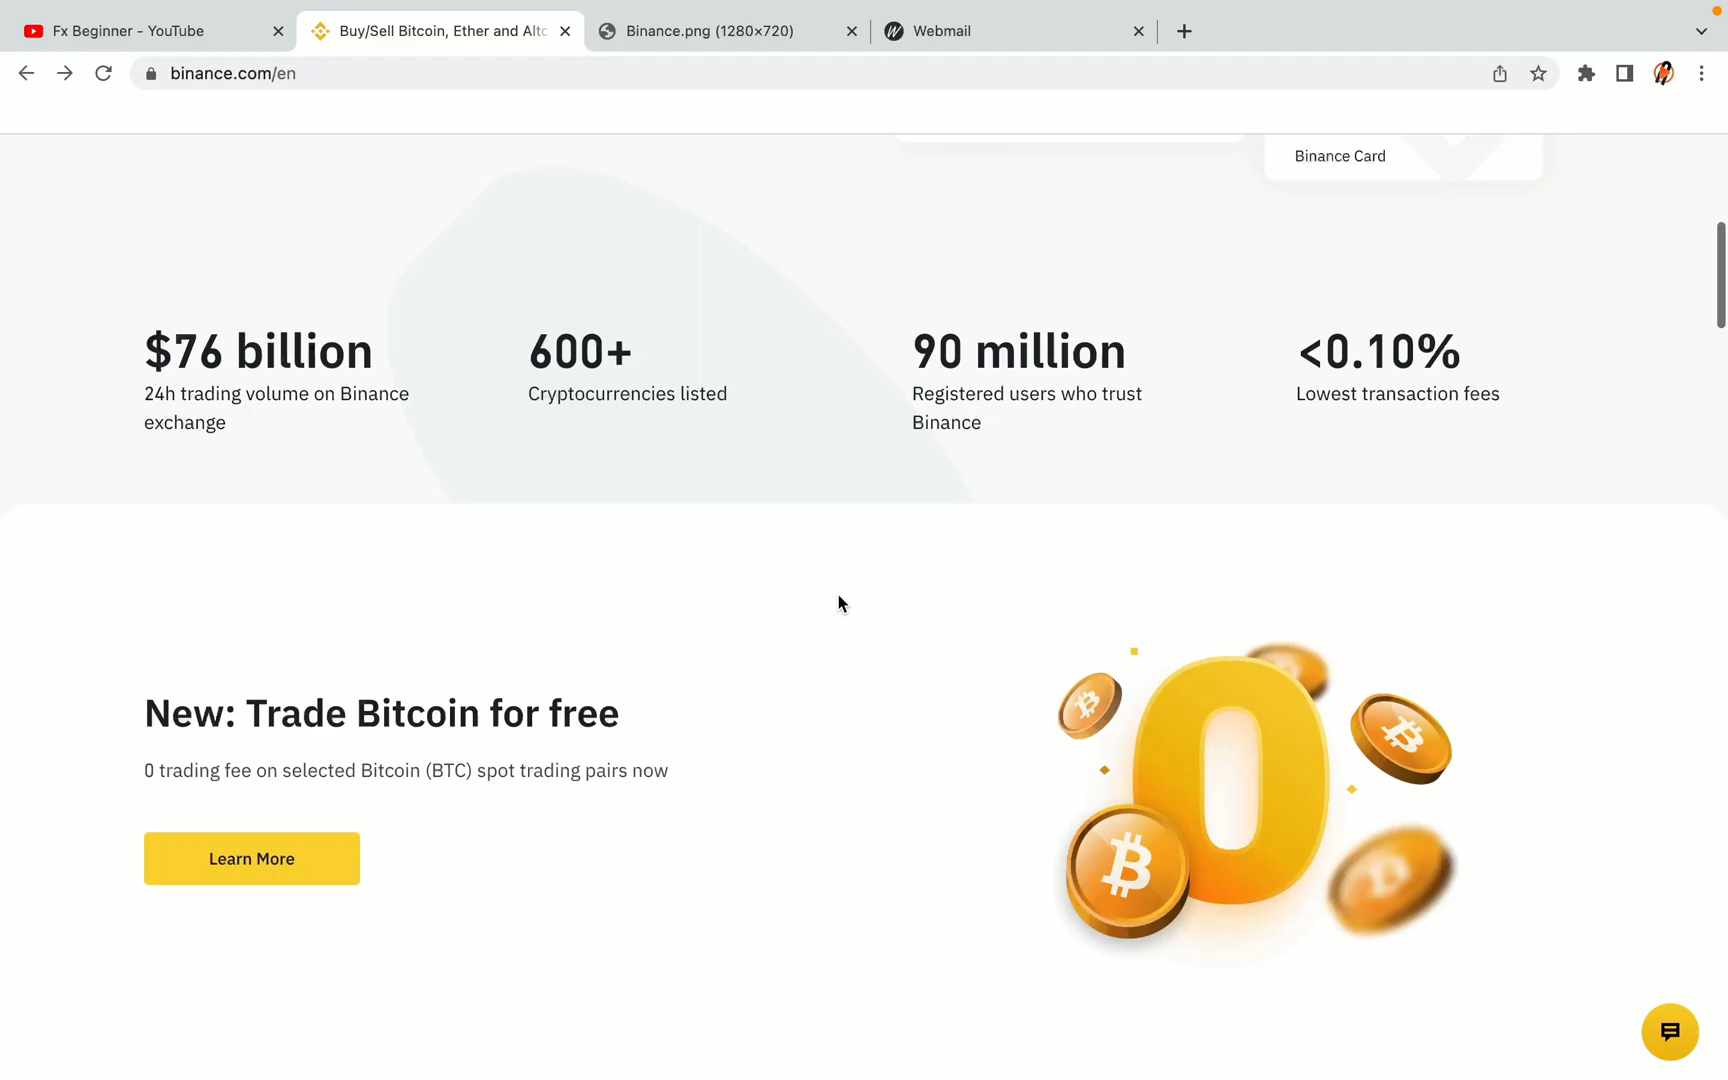 Fx Beginner - YouTube
Buy/Sell Bitcoin, Ether and Altc
Binance.png (1280×720)
Webmail
binance.com/en
Binance Card
$76 billion
24h trading volume on Binance
exchange
600+
Cryptocurrencies listed
90 million
Registered users who trust
Binance
<0.10%
Lowest transaction fees
New: Trade Bitcoin for free
0 trading fee on selected Bitcoin (BTC) spot trading pairs now
Learn More
0